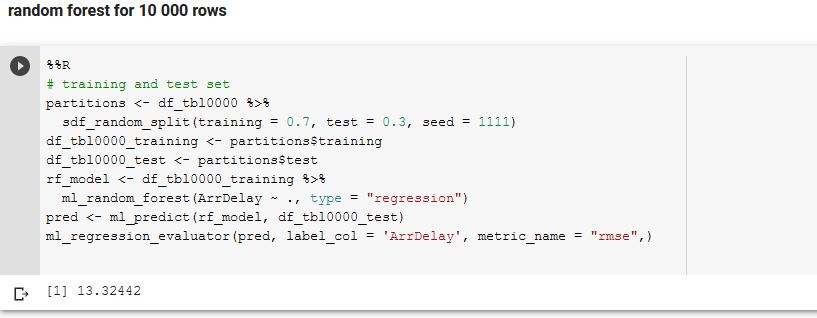 random forest for 10 000 rows
%%R
# training and test set
partitions <- df_tbl0000 %>%
sdf_random_split(training = 0.7, test = 0.3, seed = 1111)
df_tbl0000_training <- partitions$training
df_tbl0000_test <- partitions$test
rf_model <- df_tbl0000_training %>%
ml_random_forest(ArrDelay ~ ., type = "regression")
pred <- ml_predict(rf_model, df_tbl0000_test)
ml_regression_evaluator(pred, label_col = 'ArrDelay', metric_name = "rmse",)
[1] 13.32442